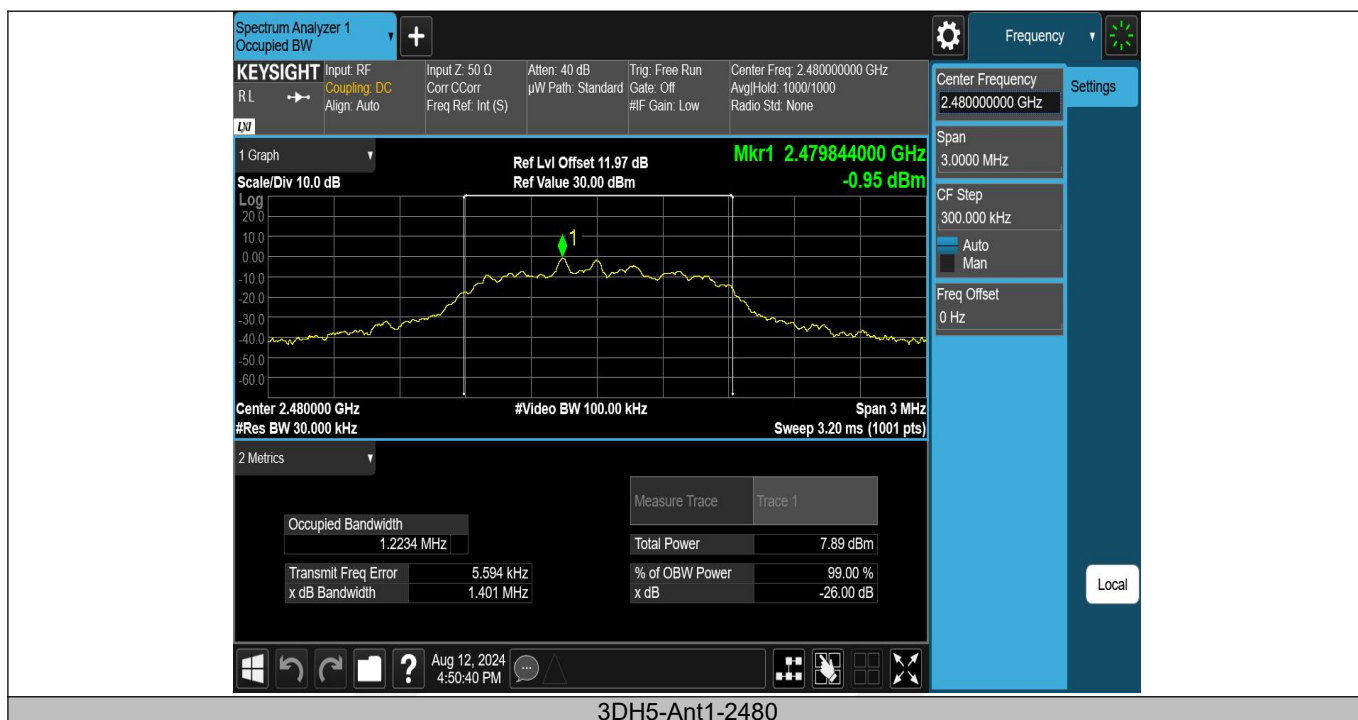 Spectrum Analyzer 1
Occupied BW
+
Frequency
KEYSIGHT
R L
LXI
Input: RF
Coupling: DC
Align: Auto
Input Z: 50 Ω
Corr CCorr
Freq Ref: Int (S)
Atten: 40 dB
µW Path: Standard
Trig: Free Run
Gate: Off
#IF Gain: Low
Center Freq: 2.480000000 GHz
Avg|Hold: 1000/1000
Radio Std: None
Center Frequency
2.480000000 GHz
Settings
Span
3.0000 MHz
CF Step
300.000 kHz
Auto
Man
Freq Offset
0 Hz
Local
1 Graph
Scale/Div 10.0 dB
Ref Lvl Offset 11.97 dB
Ref Value 30.00 dBm
Mkr1 2.479844000 GHz
-0.95 dBm
Log
20.0
10.0
0.00
-10.0
-20.0
-30.0
-40.0
-50.0
-60.0
1
Center 2.480000 GHz
#Video BW 100.00 kHz
Span 3 MHz
#Res BW 30.000 kHz
Sweep 3.20 ms (1001 pts)
2 Metrics
Measure Trace
Trace 1
Occupied Bandwidth
1.2234 MHz
Total Power
7.89 dBm
Transmit Freq Error
5.594 kHz
% of OBW Power
99.00 %
x dB Bandwidth
1.401 MHz
x dB
-26.00 dB
?
Aug 12, 2024
4:50:40 PM
3DH5-Ant1-2480